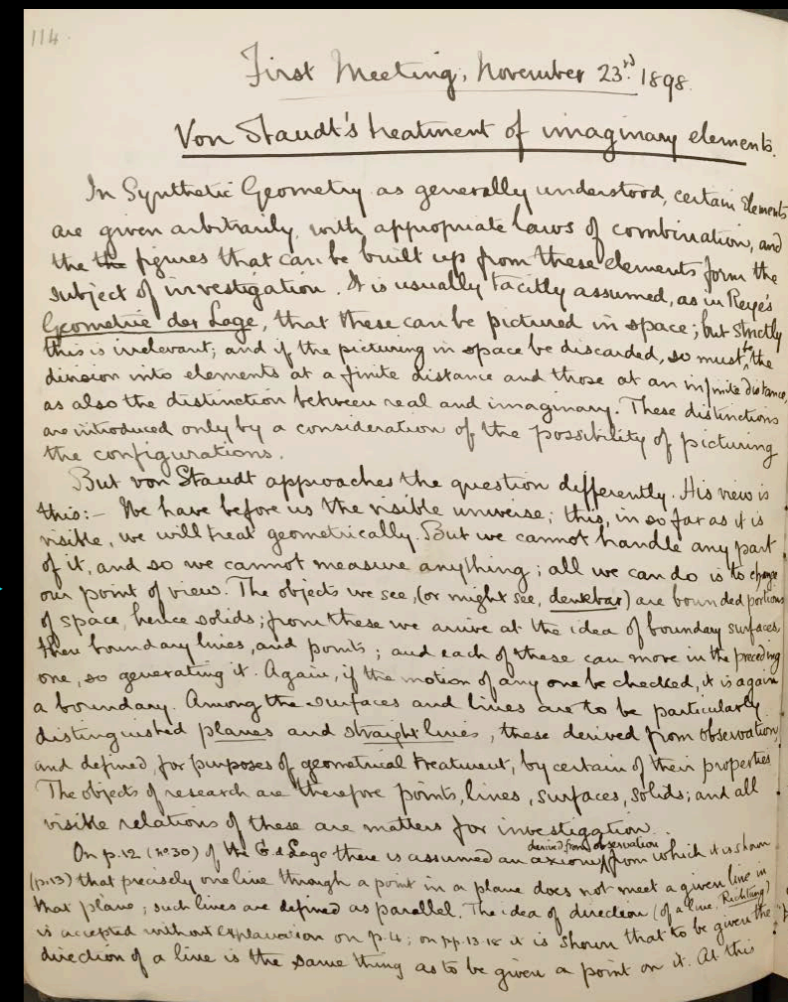 114
First Meeting, November 23rd. 1898.
Von Staudt's treatment of imaginary elements.
In Synthetic Geometry as generally understood, certain elements
are given arbitrarily, with appropriate laws of combination, and
the the figures that can be built up from these elements form the
subject of investigation. It is usually tacitly assumed, as in Reye's
Geometrie der Lage, that these can be pictured in space; but strictly
this is irrelevant; and if the picturing in space be discarded, so must the
division into elements at a finite distance and those at an infinite distance,
as also the distinction between real and imaginary. These distinctions
are introduced only by a consideration of the possibility of picturing
the configurations.
But von Staudt approaches the question differently. His view is
this:– We have before us the visible universe; this, in so far as it is
visible, we will treat geometrically. But we cannot handle any part
of it, and so we cannot measure anything; all we can do is to change
our point of view. The objects we see, (or might see, denkbar) are bounded portions
of space, hence solids; from these we arrive at the idea of boundary surfaces,
then boundary lines, and points; and each of these can move in the preceding
one, so generating it. Again, if the motion of any one be checked, it is again
a boundary. Among the surfaces and lines are to be particularly
distinguished planes and straight lines, these derived from observation,
and defined, for purposes of geometrical treatment, by certain of their properties
The objects of research are therefore points, lines, surfaces, solids; and all
visible relations of these are matters for investigation.
On p. 12 (no 30) of the G. d. Lage there is assumed an axiom derived from observation from which it is shown
(p.13) that precisely one line through a point in a plane does not meet a given line in
that plane; such lines are defined as parallel. The idea of direction (of a line, Richtung)
is accepted without explanation on p. 4; on pp. 13–18 it is shown that to be given the
direction of a line is the same thing as to be given a point on it. At this